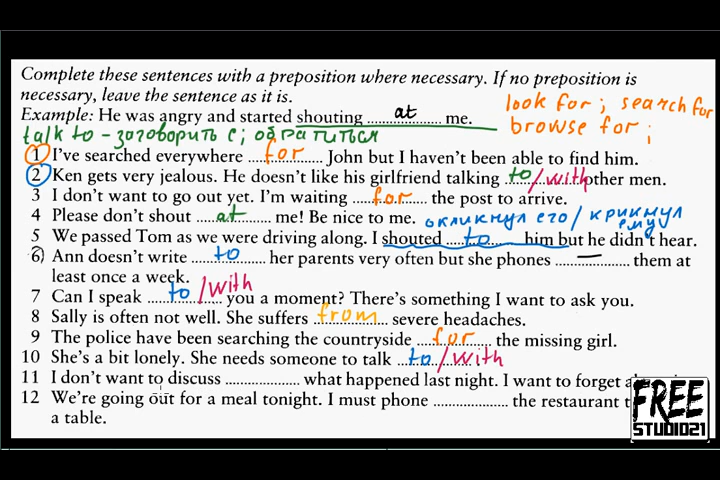 Complete these sentences with a preposition where necessary. If no preposition is
necessary, leave the sentence as it is.
Example: He was angry and started shouting ....at.... me.
look for; search for
browse for;
talk to - заговорить с; обратиться
1 I've searched everywhere ....for.... John but I haven't been able to find him.
2 Ken gets very jealous. He doesn't like his girlfriend talking ....to/with other men.
3 I don't want to go out yet. I'm waiting ....for.... the post to arrive.
4 Please don't shout ....at.... me! Be nice to me.
окликнул его / крикнул ему
5 We passed Tom as we were driving along. I shouted ....to.... him but he didn't hear.
6 Ann doesn't write ....to.... her parents very often but she phones ....—.... them at
least once a week.
7 Can I speak ....to/with.... you a moment? There's something I want to ask you.
8 Sally is often not well. She suffers ....from.... severe headaches.
9 The police have been searching the countryside ....for.... the missing girl.
10 She's a bit lonely. She needs someone to talk ....to/with
11 I don't want to discuss .................... what happened last night. I want to forget
12 We're going out for a meal tonight. I must phone .................... the restaurant
a table.
FREE
STUDIO21